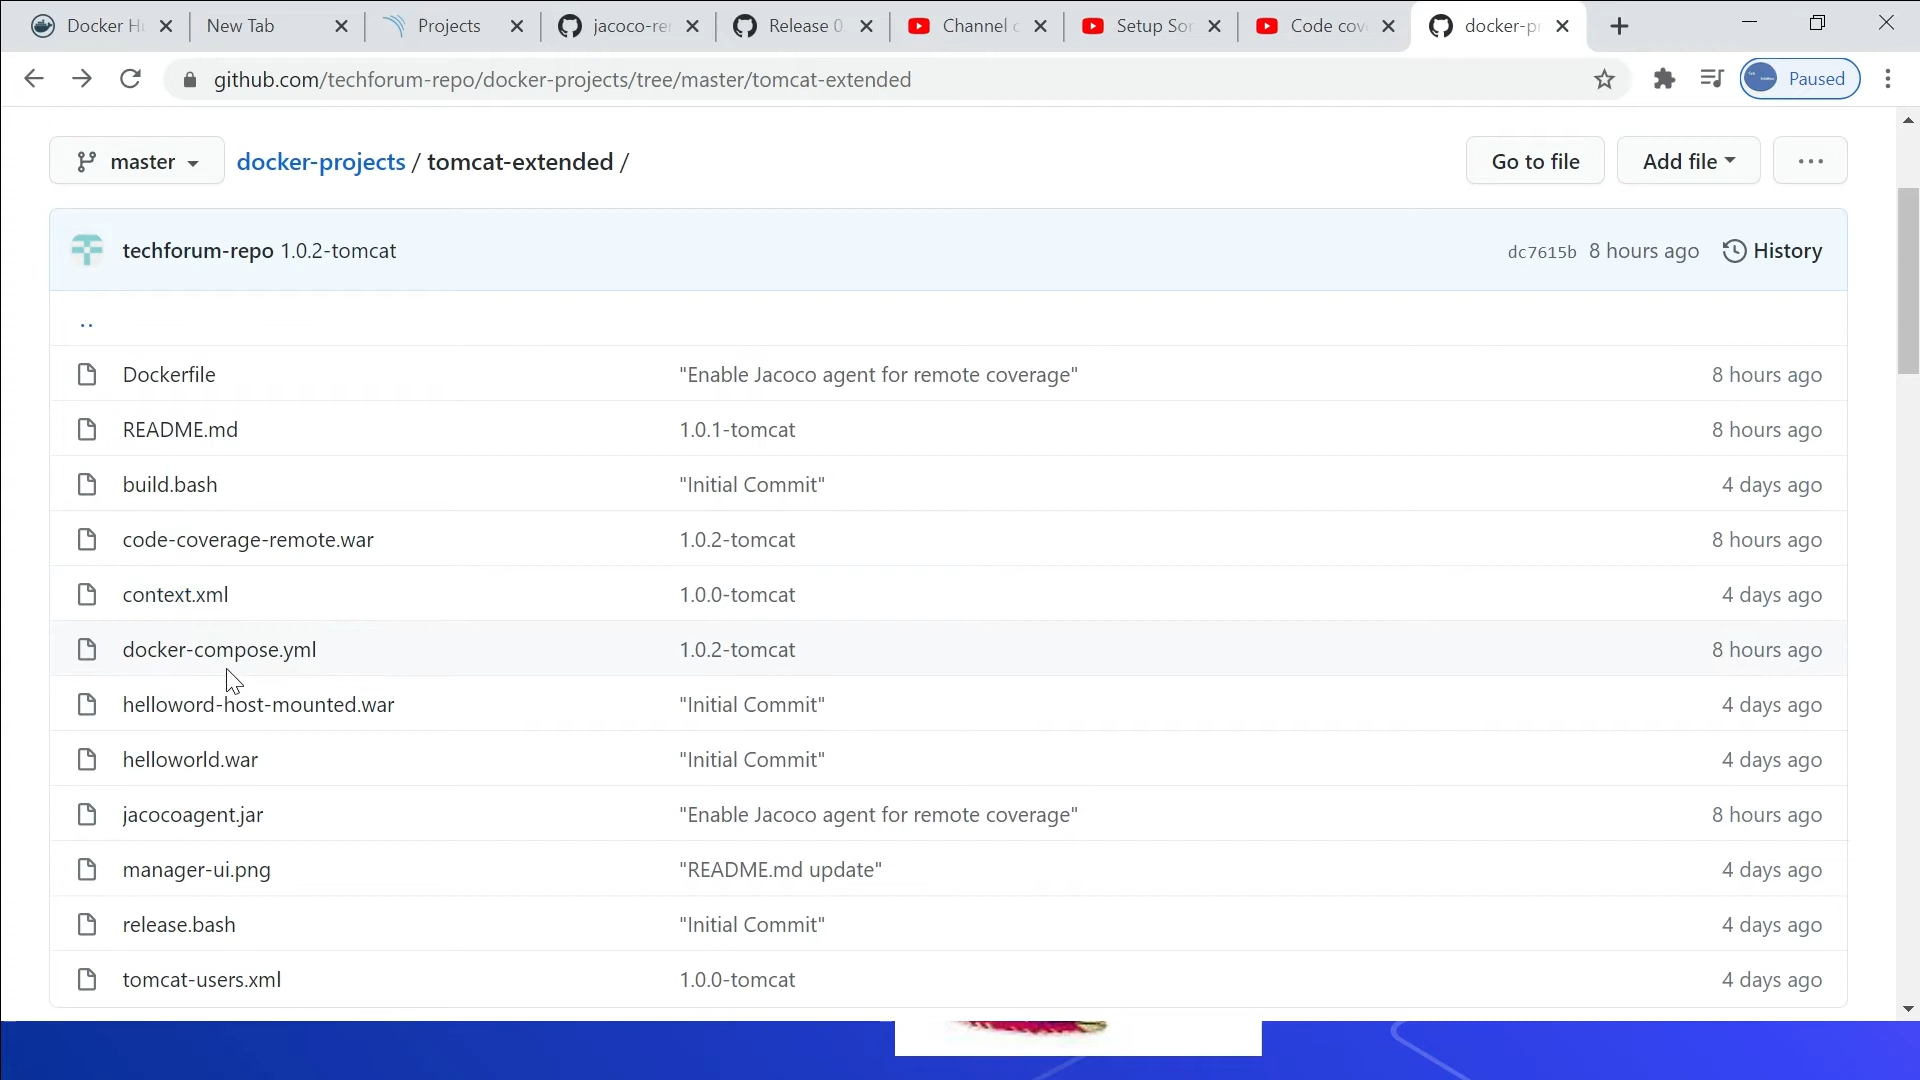 Docker H
New Tab
Projects
jacoco-re
Release 0.
Channel c
Setup So
Code cov
docker-p
github.com/techforum-repo/docker-projects/tree/master/tomcat-extended
Paused
master
docker-projects / tomcat-extended /
Go to file
Add file
techforum-repo 1.0.2-tomcat
dc7615b 8 hours ago
History
..
Dockerfile "Enable Jacoco agent for remote coverage" 8 hours ago
README.md 1.0.1-tomcat 8 hours ago
build.bash "Initial Commit" 4 days ago
code-coverage-remote.war 1.0.2-tomcat 8 hours ago
context.xml 1.0.0-tomcat 4 days ago
docker-compose.yml 1.0.2-tomcat 8 hours ago
helloword-host-mounted.war "Initial Commit" 4 days ago
helloworld.war "Initial Commit" 4 days ago
jacocoagent.jar "Enable Jacoco agent for remote coverage" 8 hours ago
manager-ui.png "README.md update" 4 days ago
release.bash "Initial Commit" 4 days ago
tomcat-users.xml 1.0.0-tomcat 4 days ago